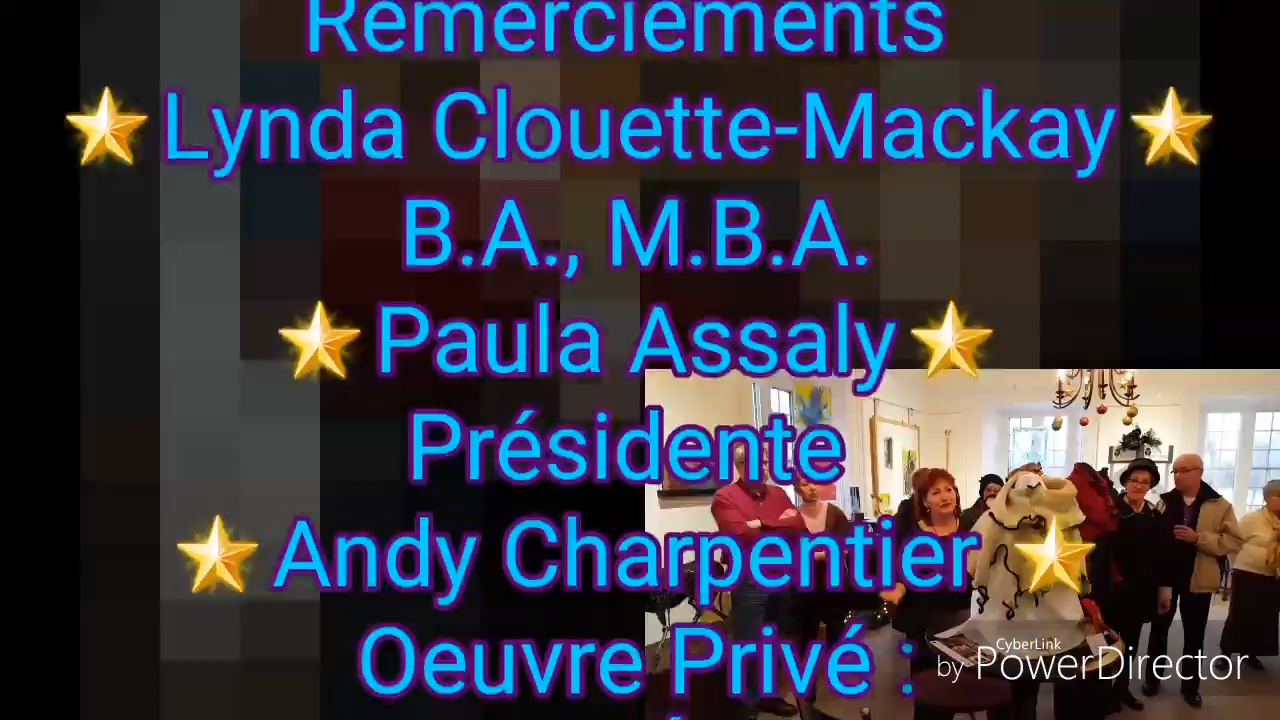 Remerciements
Lynda Clouette-Mackay
B.A., M.B.A.
Paula Assaly
Présidente
Andy Charpentier
Oeuvre Privé :
CyberLink
by PowerDirector